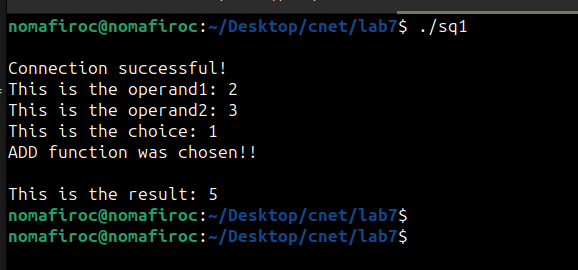 nomafiroc@nomafiroc:~/Desktop/cnet/lab7$ ./sq1
Connection successful!
This is the operand1: 2
This is the operand2: 3
This is the choice: 1
ADD function was chosen!!
This is the result: 5
nomafiroc@nomafiroc:~/Desktop/cnet/lab7$
nomafiroc@nomafiroc:~/Desktop/cnet/lab7$